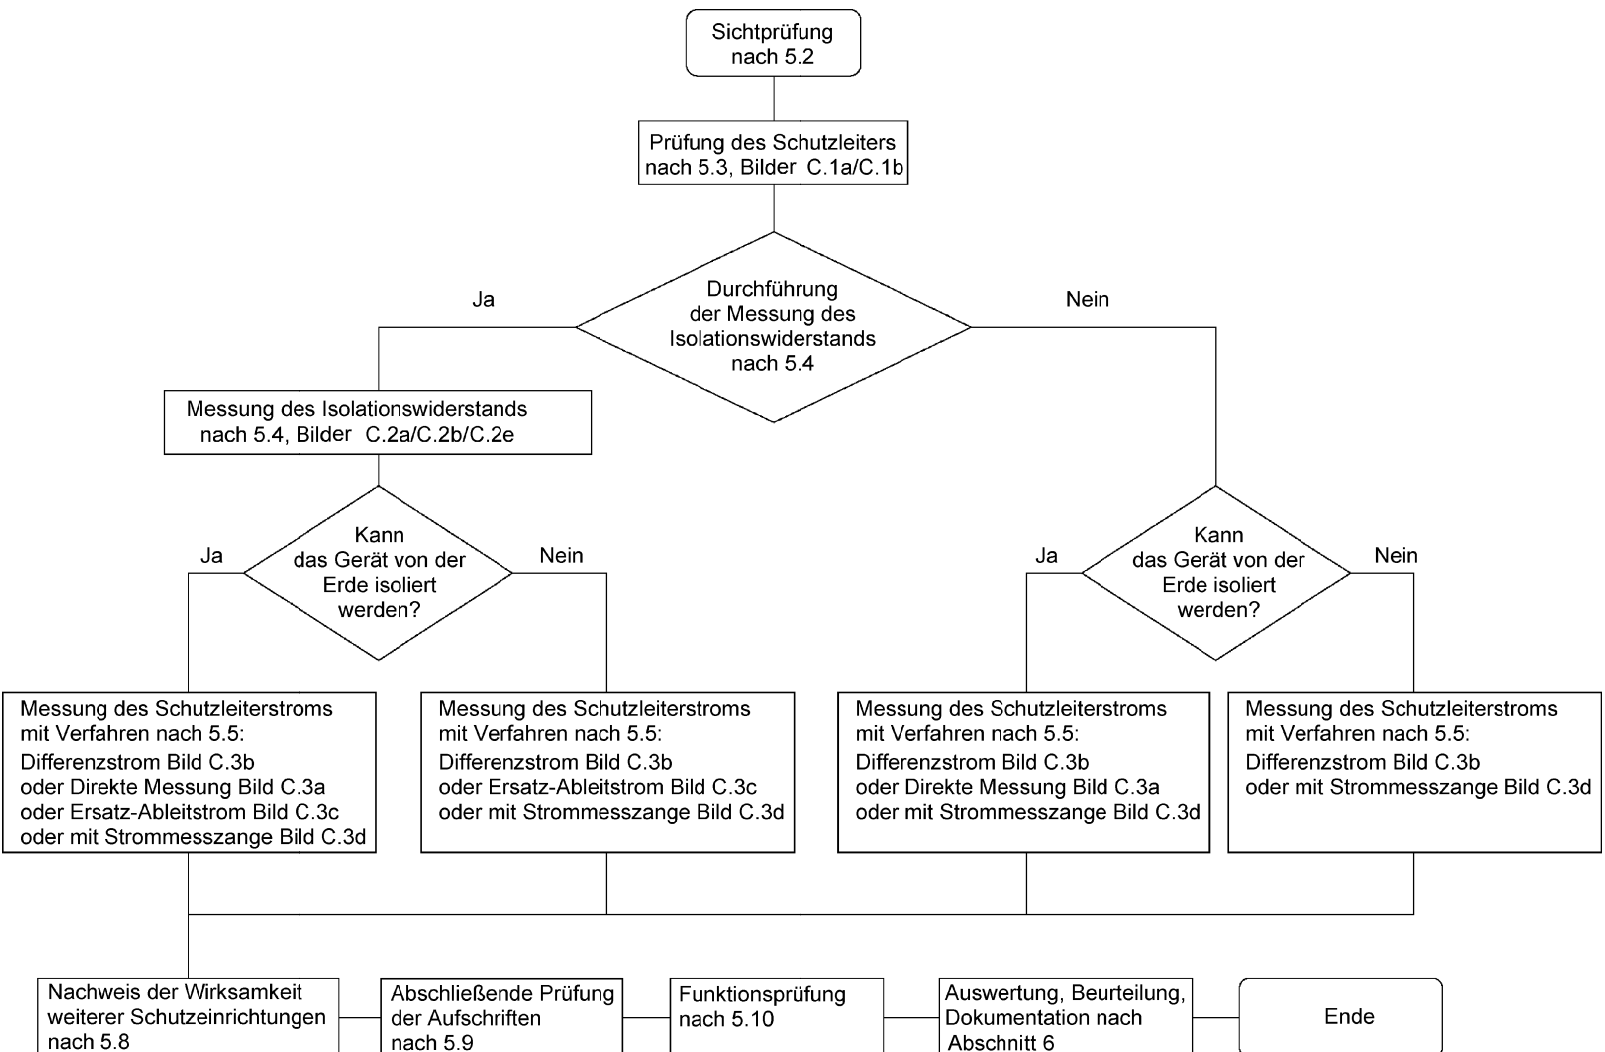 Sichtprüfung
nach 5.2
Prüfung des Schutzleiters
nach 5.3, Bilder C.1a/C.1b
Durchführung
der Messung des
Isolationswiderstands
nach 5.4
Ja
Nein
Messung des Isolationswiderstands
nach 5.4, Bilder C.2a/C.2b/C.2e
Kann
das Gerät von der
Erde isoliert
werden?
Ja
Nein
Kann
das Gerät von der
Erde isoliert
werden?
Ja
Nein
Messung des Schutzleiterstroms
mit Verfahren nach 5.5:
Differenzstrom Bild C.3b
oder Direkte Messung Bild C.3a
oder Ersatz-Ableitstrom Bild C.3c
oder mit Strommesszange Bild C.3d
Messung des Schutzleiterstroms
mit Verfahren nach 5.5:
Differenzstrom Bild C.3b
oder Ersatz-Ableitstrom Bild C.3c
oder mit Strommesszange Bild C.3d
Messung des Schutzleiterstroms
mit Verfahren nach 5.5:
Differenzstrom Bild C.3b
oder Direkte Messung Bild C.3a
oder mit Strommesszange Bild C.3d
Messung des Schutzleiterstroms
mit Verfahren nach 5.5:
Differenzstrom Bild C.3b
oder mit Strommesszange Bild C.3d
Nachweis der Wirksamkeit
weiterer Schutzeinrichtungen
nach 5.8
Abschließende Prüfung
der Aufschriften
nach 5.9
Funktionsprüfung
nach 5.10
Auswertung, Beurteilung,
Dokumentation nach
Abschnitt 6
Ende